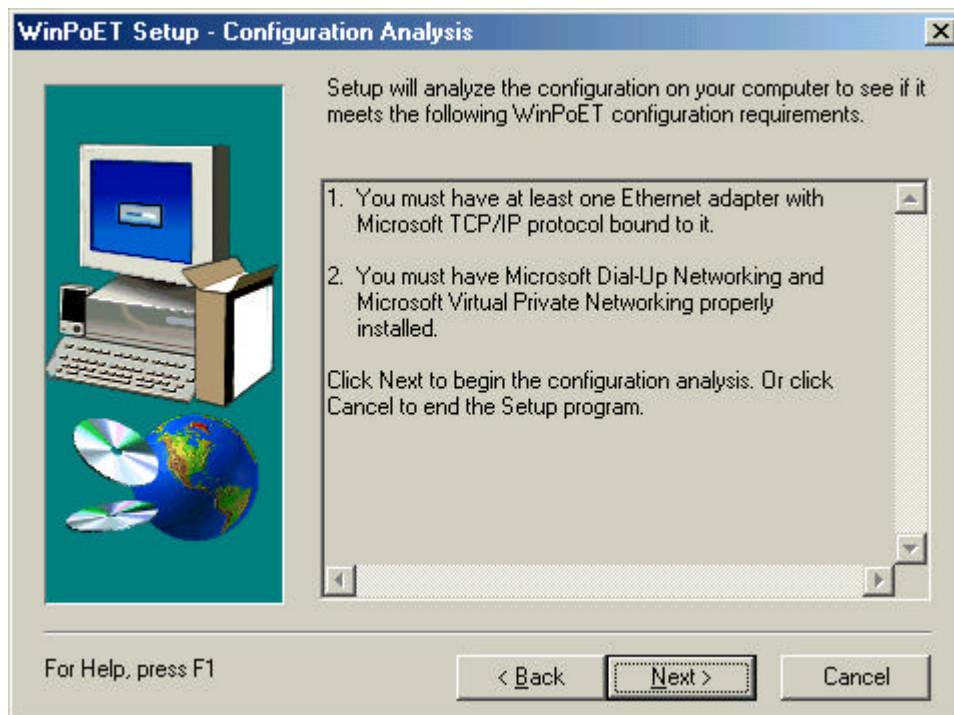 WinPoET Setup - Configuration Analysis
Setup will analyze the configuration on your computer to see if it
meets the following WinPoET configuration requirements.
1. You must have at least one Ethernet adapter with
Microsoft TCP/IP protocol bound to it.
2. You must have Microsoft Dial-Up Networking and
Microsoft Virtual Private Networking properly
installed.
Click Next to begin the configuration analysis. Or click
Cancel to end the Setup program.
For Help, press F1
< Back
Next >
Cancel